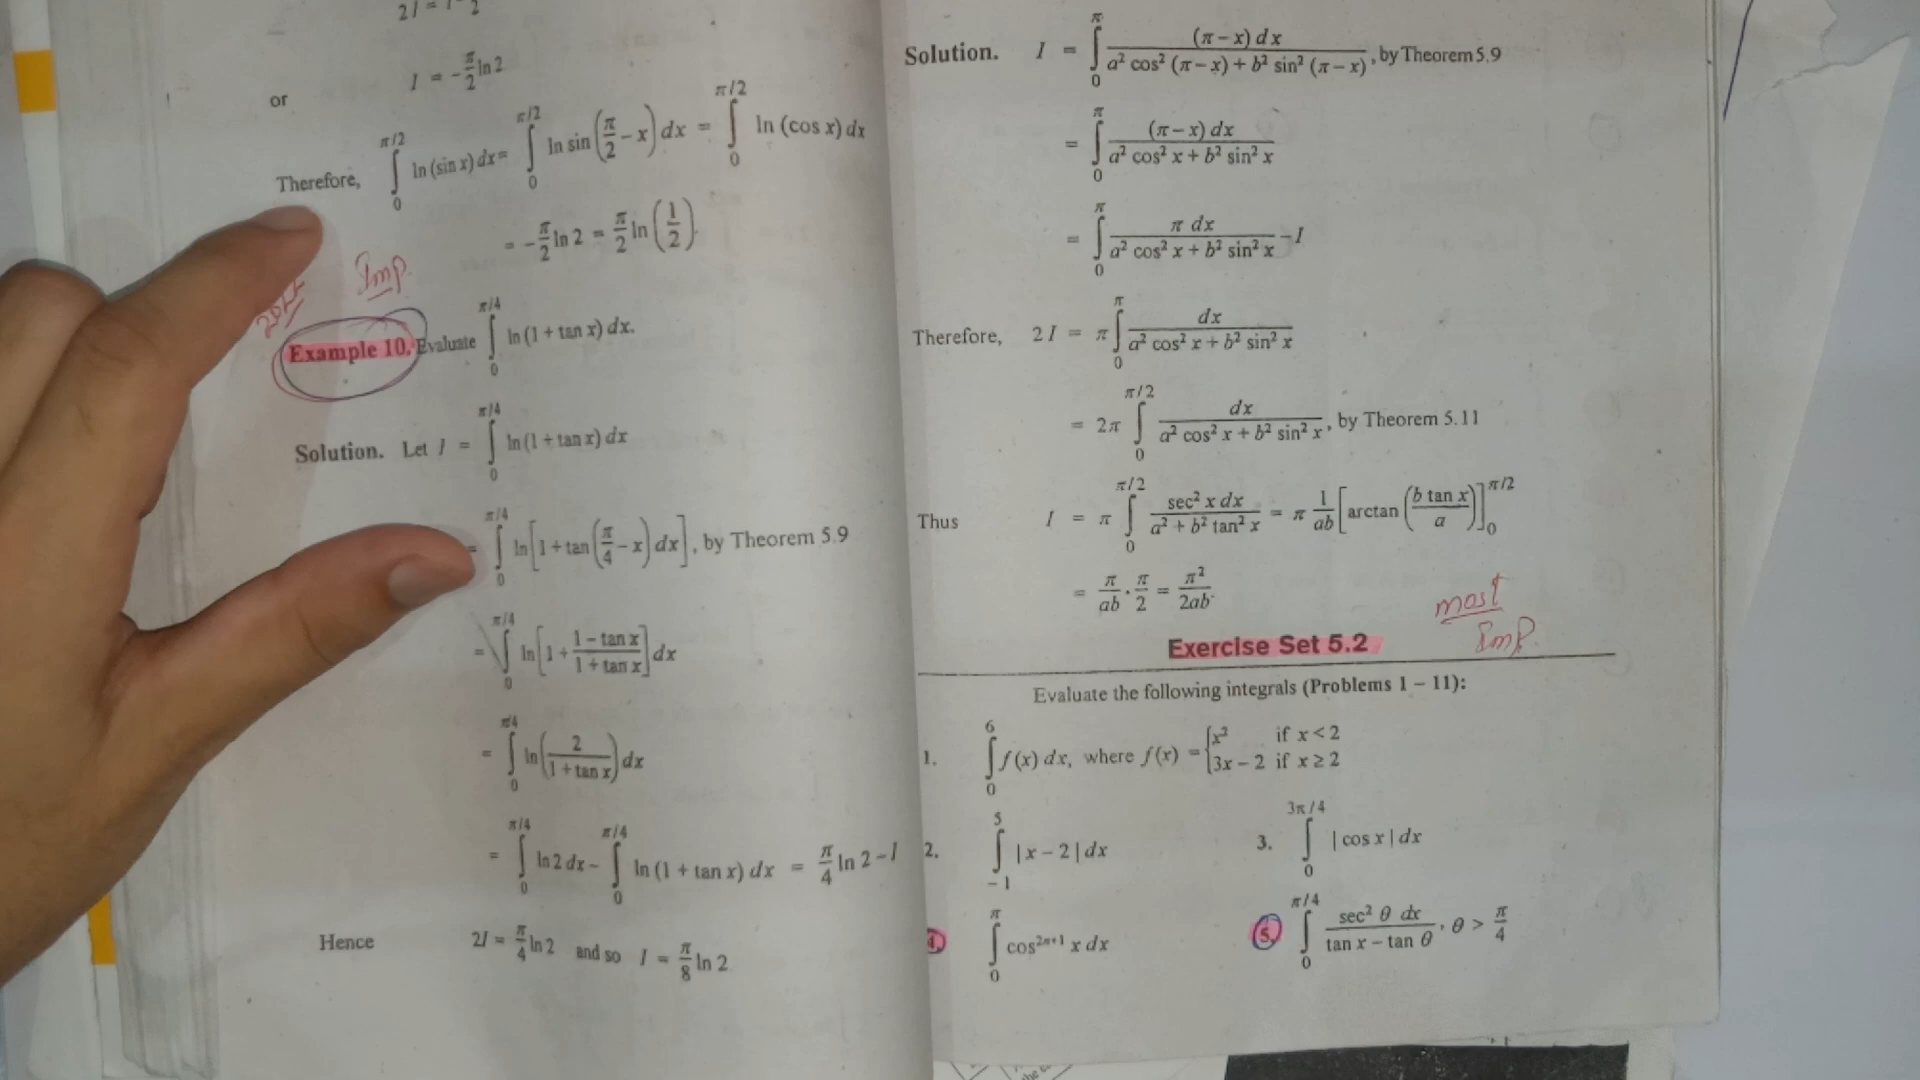 2I = 
or I = -π/2 ln 2
Therefore, ∫₀^{π/2} ln (sin x) dx = ∫₀^{π/2} ln sin (π/2 - x) dx = ∫₀^{π/2} ln (cos x) dx
= -π/2 ln 2 = π/2 ln (1/2).
Imp.
Example 10. Evaluate ∫₀^{π/4} ln (1 + tan x) dx.
Solution. Let I = ∫₀^{π/4} ln (1 + tan x) dx
= ∫₀^{π/4} ln [1 + tan (π/4 - x) dx], by Theorem 5.9
= ∫₀^{π/4} ln [1 + (1 - tan x)/(1 + tan x)] dx
= ∫₀^{π/4} ln (2/(1 + tan x)) dx
= ∫₀^{π/4} ln 2 dx - ∫₀^{π/4} ln (1 + tan x) dx = π/4 ln 2 - I
Hence 2I = π/4 ln 2 and so I = π/8 ln 2
Solution. I = ∫₀^π (π - x) dx / (a² cos² (π - x) + b² sin² (π - x)), by Theorem 5.9
= ∫₀^π (π - x) dx / (a² cos² x + b² sin² x)
= ∫₀^π π dx / (a² cos² x + b² sin² x) - I
Therefore, 2I = π ∫₀^π dx / (a² cos² x + b² sin² x)
= 2π ∫₀^{π/2} dx / (a² cos² x + b² sin² x), by Theorem 5.11
Thus I = π ∫₀^{π/2} sec² x dx / (a² + b² tan² x) = π 1/ab [arctan (b tan x / a)]₀^{π/2}
= π/ab · π/2 = π²/2ab.
most
Imp.
Exercise Set 5.2
Evaluate the following integrals (Problems 1 – 11):
1. ∫₀^6 f(x) dx, where f(x) = {x² if x < 2
3x - 2 if x ≥ 2
2. ∫₋₁^5 | x - 2 | dx 3. ∫₀^{3π/4} | cos x | dx
4. ∫₀^π cos^{2n+1} x dx 5. ∫₀^{π/4} sec² θ dx / (tan x - tan θ), θ > π/4